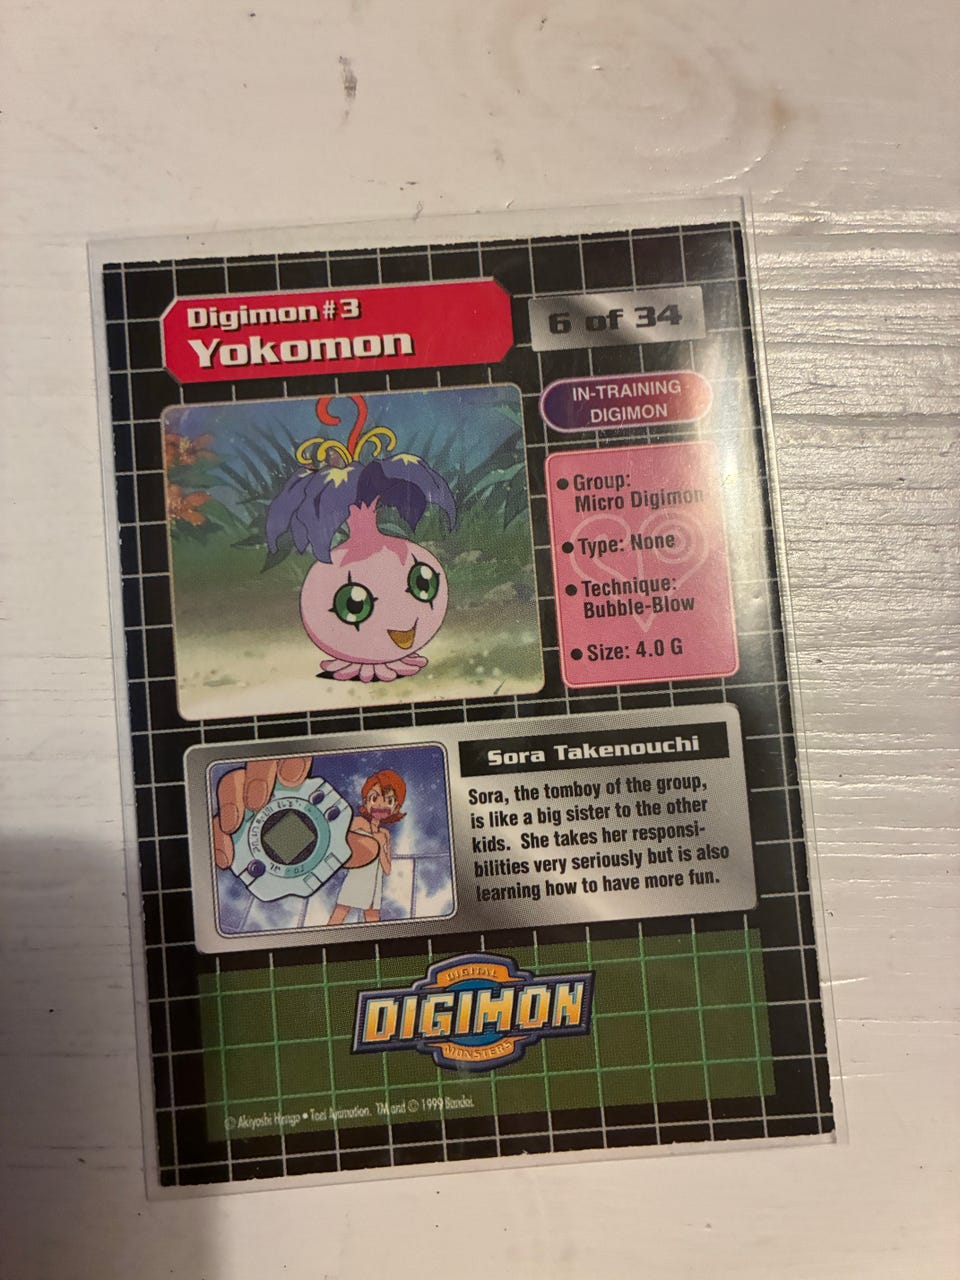 Digimon #3
Yokomon
6 of 34
IN-TRAINING
DIGIMON
• Group:
Micro Digimon
• Type: None
• Technique:
Bubble-Blow
• Size: 4.0 G
Sora Takenouchi
Sora, the tomboy of the group,
is like a big sister to the other
kids. She takes her responsi-
bilities very seriously but is also
learning how to have more fun.
DIGITAL
DIGIMON
MONSTERS
© Akiyoshi Hongo • Toei Animation. TM and © 1999 Bandai.